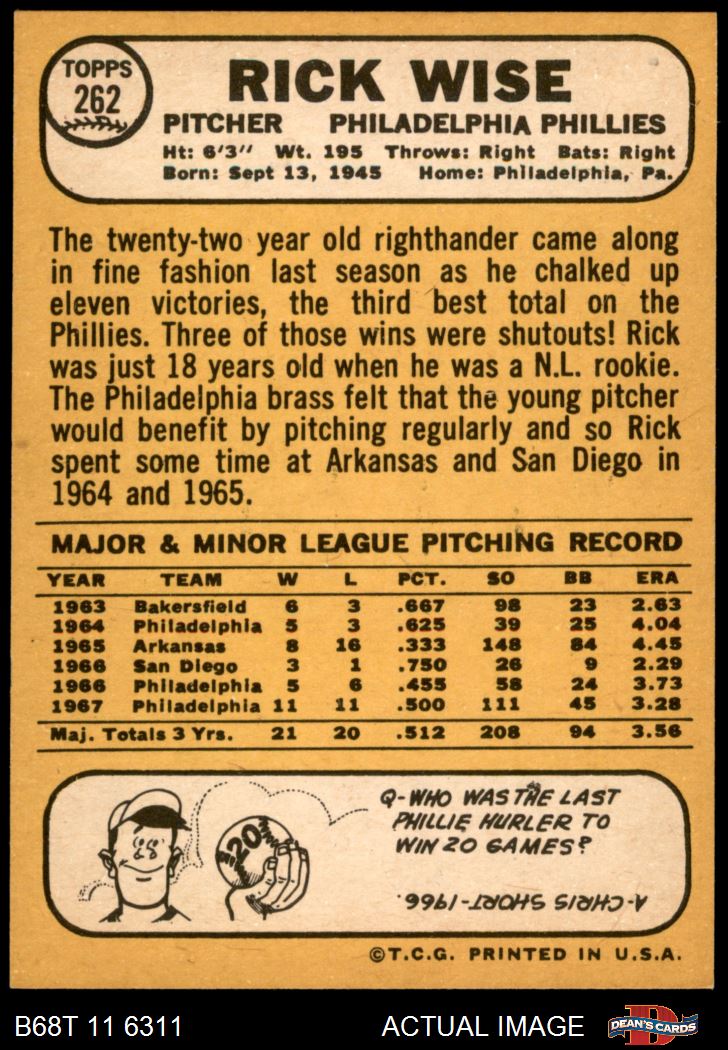 TOPPS
262
RICK WISE
PITCHER PHILADELPHIA PHILLIES
Ht: 6'3" Wt. 195 Throws: Right Bats: Right
Born: Sept 13, 1945 Home: Philadelphia, Pa.
The twenty-two year old righthander came along
in fine fashion last season as he chalked up
eleven victories, the third best total on the
Phillies. Three of those wins were shutouts! Rick
was just 18 years old when he was a N.L. rookie.
The Philadelphia brass felt that the young pitcher
would benefit by pitching regularly and so Rick
spent some time at Arkansas and San Diego in
1964 and 1965.
MAJOR & MINOR LEAGUE PITCHING RECORD
YEAR TEAM W L PCT. SO BB ERA
1963 Bakersfield 6 3 .667 98 23 2.63
1964 Philadelphia 5 3 .625 39 25 4.04
1965 Arkansas 8 16 .333 148 84 4.45
1966 San Diego 3 1 .750 26 9 2.29
1966 Philadelphia 5 6 .455 58 24 3.73
1967 Philadelphia 11 11 .500 111 45 3.28
Maj. Totals 3 Yrs. 21 20 .512 208 94 3.56
20
Q-WHO WAS THE LAST
PHILLIE HURLER TO
WIN 20 GAMES?
A-CHRIS SHORT-1966.
©T.C.G. PRINTED IN U.S.A.
B68T 11 6311 ACTUAL IMAGE D DEAN'S CARDS